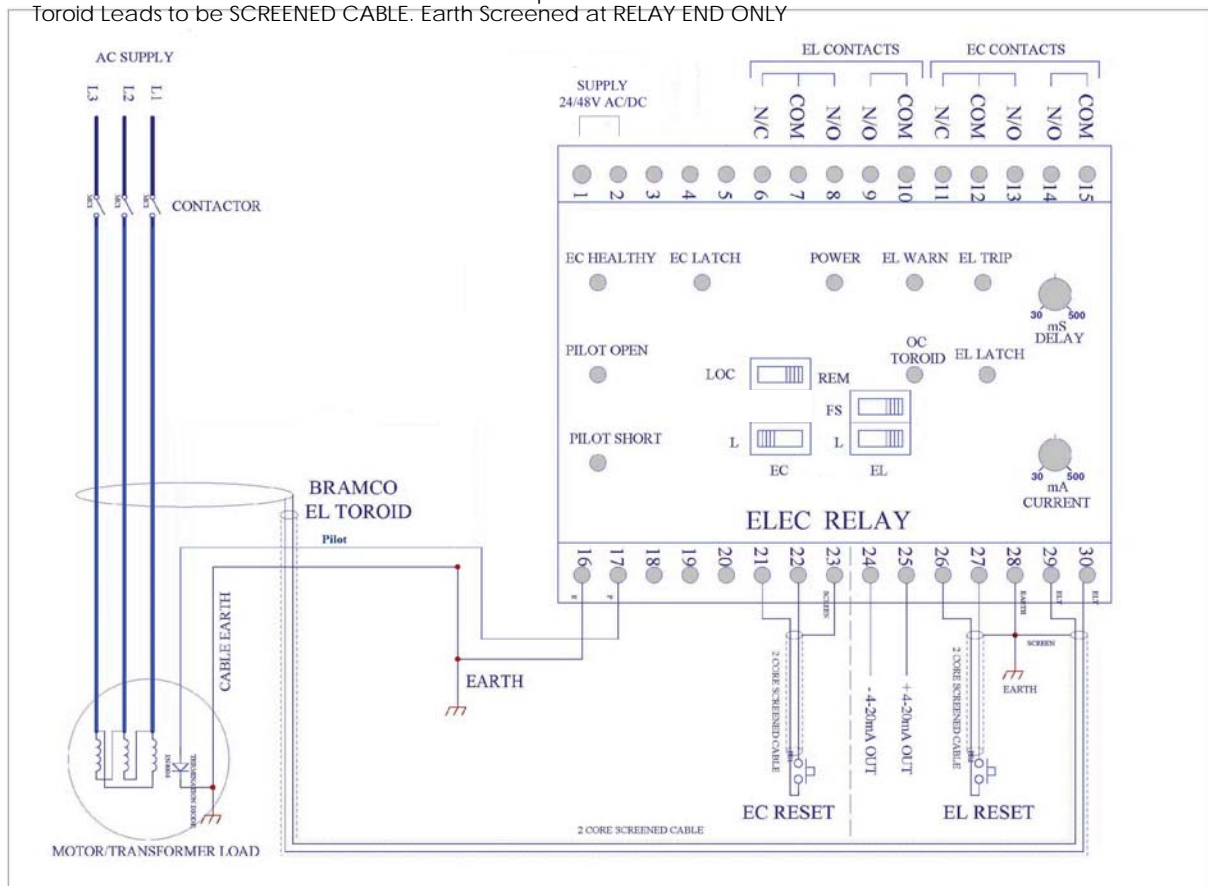 Toroid Leads to be SCREENED CABLE. Earth Screened at RELAY END ONLY
AC SUPPLY
L3 L2 L1
CONTACTOR
SUPPLY
24/48V AC/DC
EL CONTACTS
EC CONTACTS
N/C COM N/O N/O COM N/C COM N/O N/O COM
1 2 3 4 5 6 7 8 9 10 11 12 13 14 15
EC HEALTHY
EC LATCH
POWER
EL WARN
EL TRIP
30 500
mS
DELAY
PILOT OPEN
LOC
REM
OC
TOROID
EL LATCH
FS
PILOT SHORT
L
EC
L
EL
30 500
mA
CURRENT
BRAMCO
EL TOROID
Pilot
ELEC RELAY
16 17 18 19 20 21 22 23 24 25 26 27 28 29 30
E
P
SCREEN
EARTH
ELT
ELT
CABLE EARTH
EARTH
2 CORE SCREENED CABLE
- 4-20mA OUT
+ 4-20mA OUT
2 CORE SCREENED CABLE
SCREEN
EARTH
TERMINATION DIODE
EC RESET
EL RESET
2 CORE SCREENED CABLE
MOTOR/TRANSFORMER LOAD